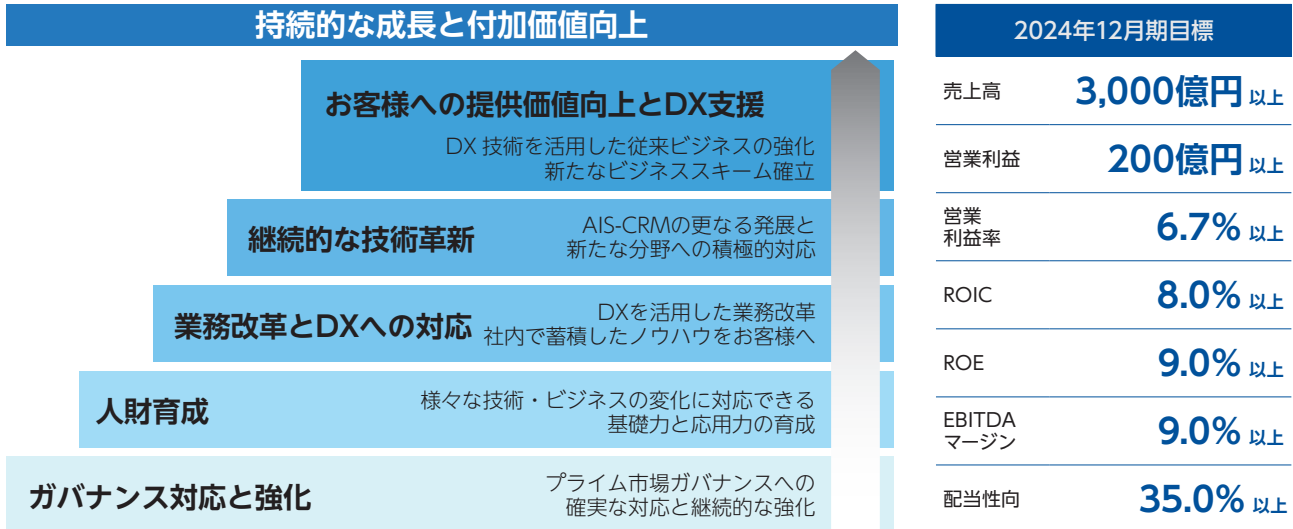 持続的な成長と付加価値向上
お客様への提供価値向上とDX支援
DX 技術を活用した従来ビジネスの強化
新たなビジネススキーム確立
継続的な技術革新
AIS-CRMの更なる発展と
新たな分野への積極的対応
業務改革とDXへの対応
DXを活用した業務改革
社内で蓄積したノウハウをお客様へ
人財育成
様々な技術・ビジネスの変化に対応できる
基礎力と応用力の育成
ガバナンス対応と強化
プライム市場ガバナンスへの
確実な対応と継続的な強化
2024年12月期目標
売上高 3,000億円 以上
営業利益 200億円 以上
営業
利益率 6.7% 以上
ROIC 8.0% 以上
ROE 9.0% 以上
EBITDA
マージン 9.0% 以上
配当性向 35.0% 以上